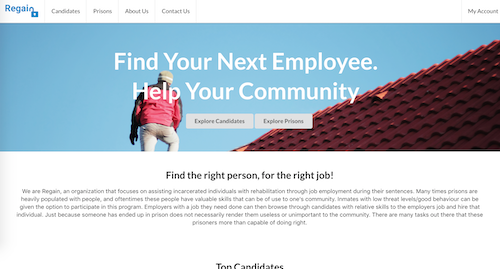 Regain
Candidates
Prisons
About Us
Contact Us
My Account
Find Your Next Employee.
Help Your Community
Explore Candidates
Explore Prisons
Find the right person, for the right job!
We are Regain, an organization that focuses on assisting incarcerated individuals with rehabilitation through job employment during their sentences. Many times prisons are
heavily populated with people, and oftentimes these people have valuable skills that can be of use to one's community. Inmates with low threat levels/good behaviour can be
given the option to participate in this program. Employers with a job they need done can then browse through candidates with relative skills to the employers job and hire that
individual. Just because someone has ended up in prison does not necessarily render them useless or unimportant to the community. There are many tasks out there that these
prisoners more than capable of doing right.
Top Candidates